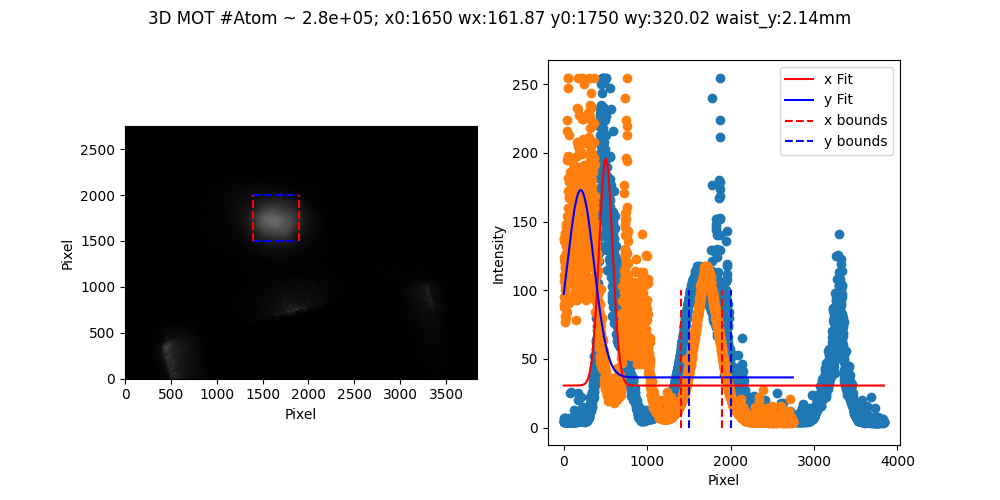 3D MOT #Atom ~ 2.8e+05; x0:1650 wx:161.87 y0:1750 wy:320.02 waist_y:2.14mm
2500
2000
1500
1000
500
0
Pixel
0 500 1000 1500 2000 2500 3000 3500
Pixel
250
200
150
100
50
0
Intensity
0 1000 2000 3000 4000
Pixel
x Fit
y Fit
x bounds
y bounds